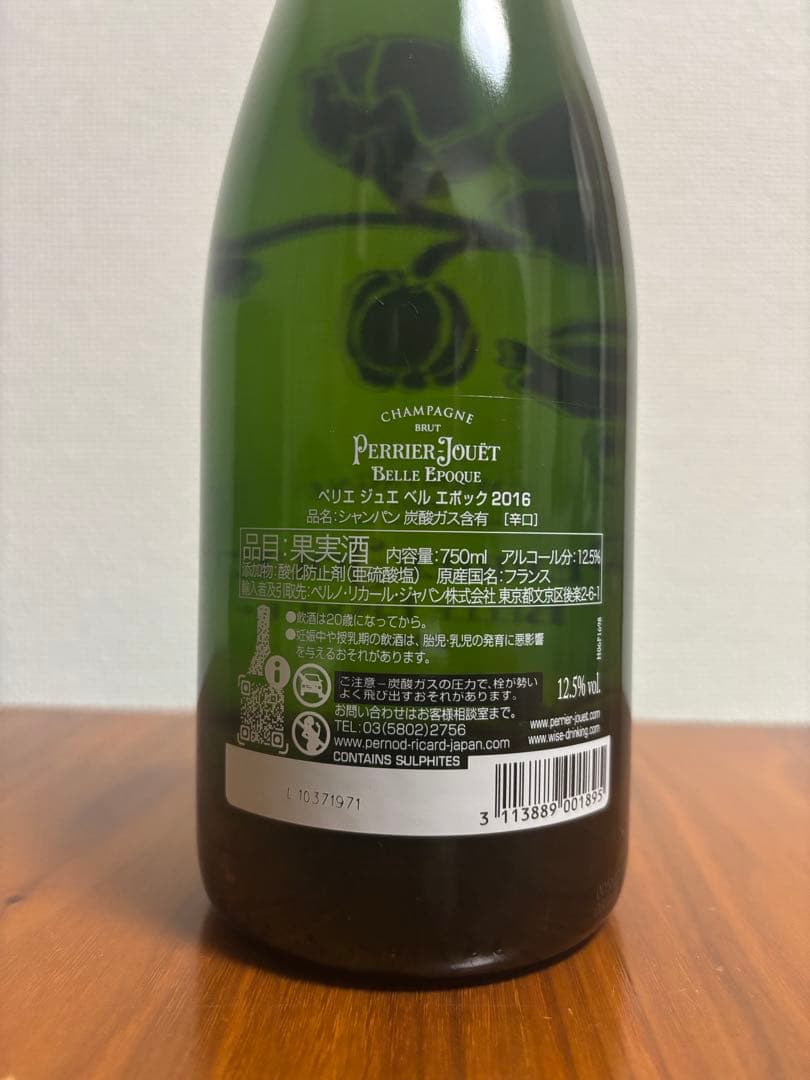 CHAMPAGNE
BRUT
PERRIER-JOUËT
BELLE EPOQUE
ペリエ ジュエ ベル エポック 2016
品名:シャンパン 炭酸ガス含有 [辛口]
品目:果実酒 内容量:750ml アルコール分:12.5%
添加物:酸化防止剤(亜硫酸塩) 原産国名:フランス
輸入者及引取先:ペルノ・リカール・ジャパン株式会社 東京都文京区後楽2-6-1
●飲酒は20歳になってから。
●妊娠中や授乳期の飲酒は、胎児・乳児の発育に悪影響
を与えるおそれがあります。
ご注意-炭酸ガスの圧力で、栓が勢い
よく飛び出すおそれがあります。
12.5% vol.
お問い合わせはお客様相談室まで。
TEL:03(5802)2756
www.pernod-ricard-japan.com
www.perrier-jouet.com
www.wise-drinking.com
CONTAINS SULPHITES
L 10371971
3 113889 001895